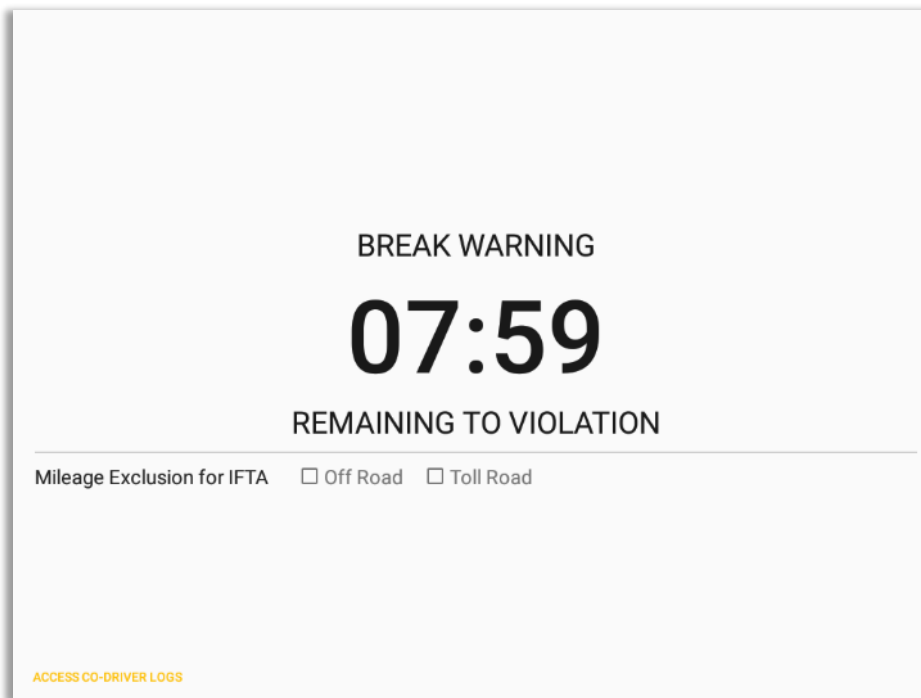 BREAK WARNING
07:59
REMAINING TO VIOLATION
Mileage Exclusion for IFTA Off Road Toll Road
ACCESS CO-DRIVER LOGS